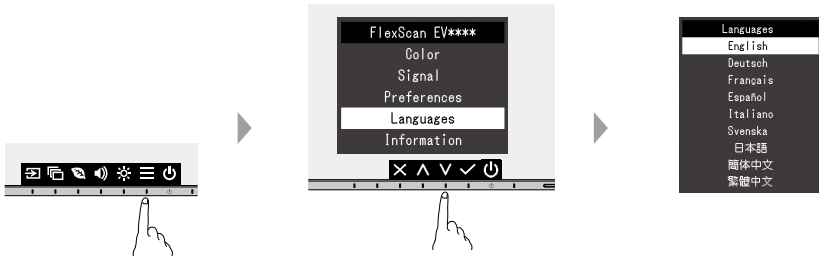 FlexScan EV****
Color
Signal
Preferences
Languages
Information
Languages
English
Deutsch
Français
Español
Italiano
Svenska
日本語
简体中文
繁體中文